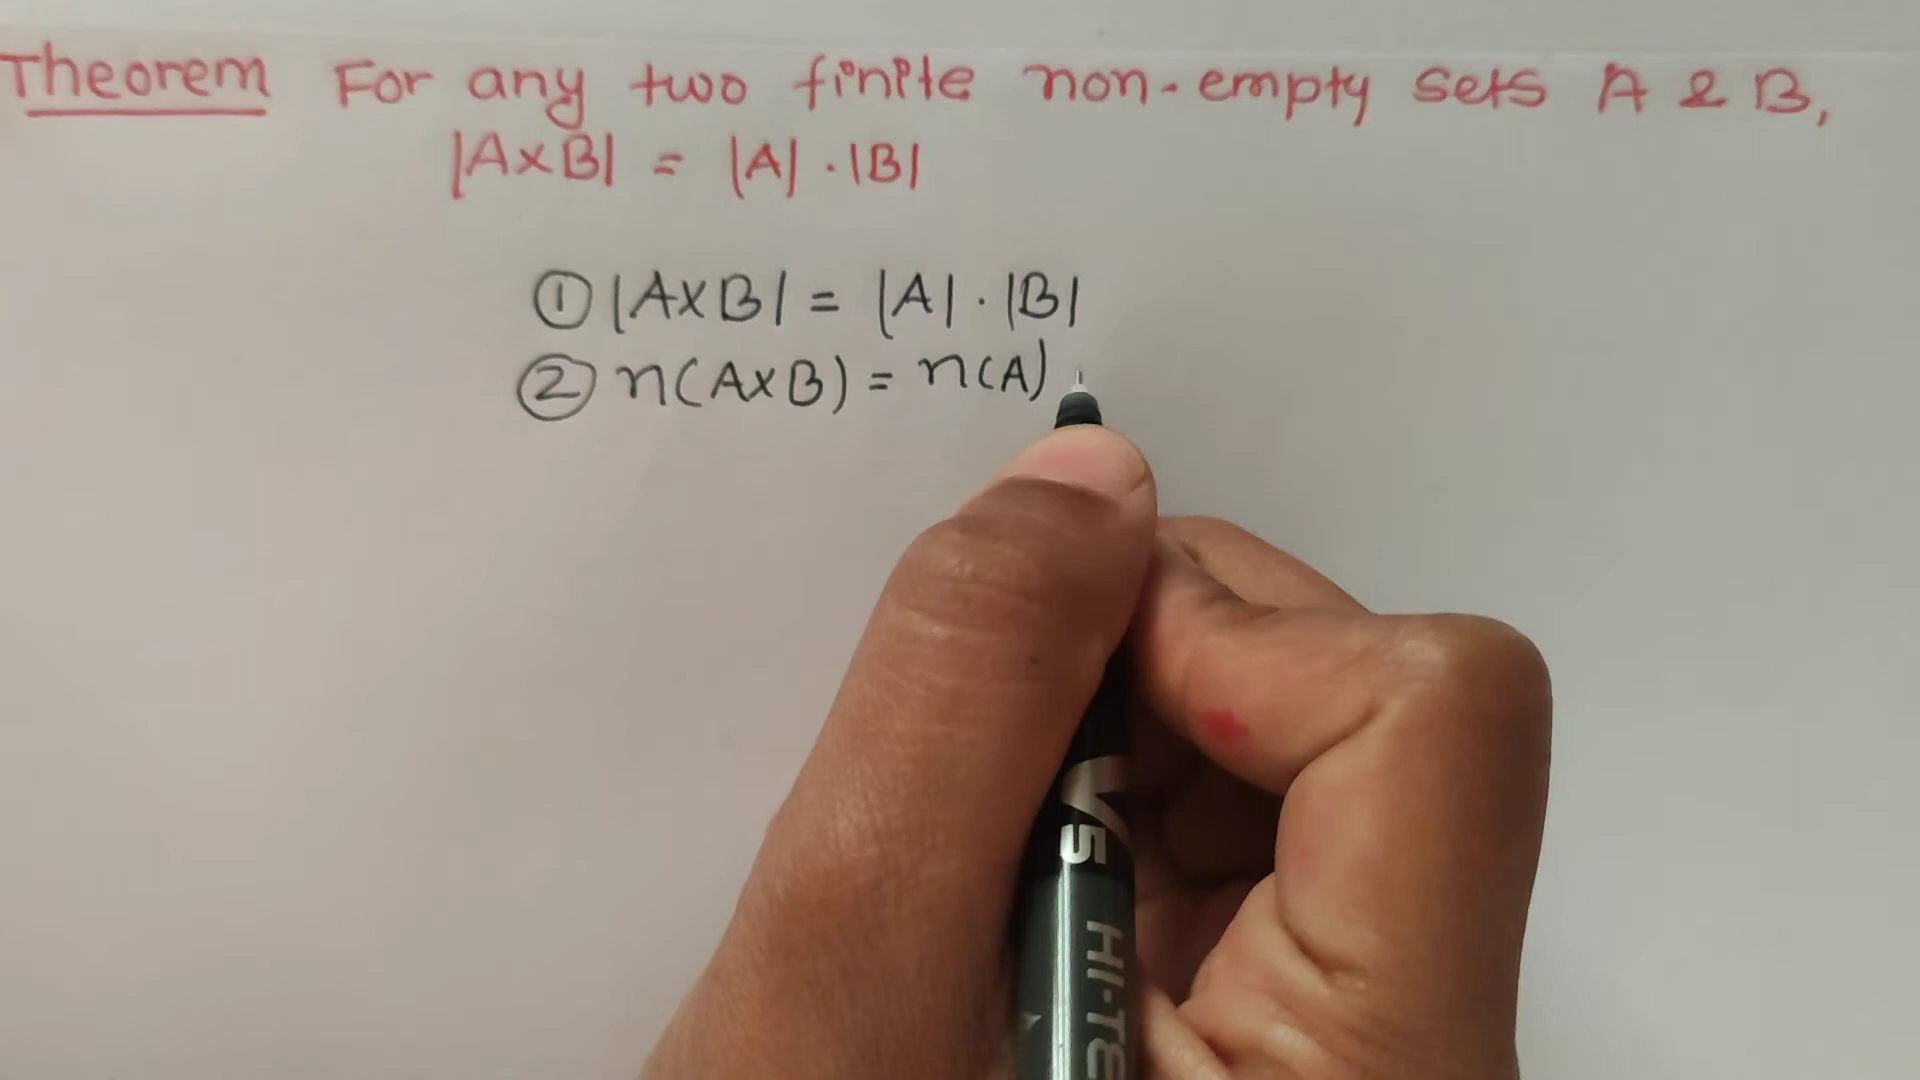 Theorem For any two finite non-empty sets A & B,
|A×B| = |A| · |B|
① |A×B| = |A| · |B|
② n(A×B) = n(A) ·
V5 HI-TE